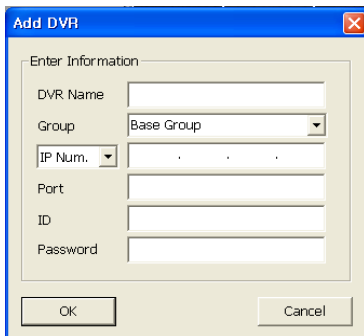 Add DVR
Enter Information
DVR Name
Group Base Group
IP Num. . . .
Port
ID
Password
OK Cancel